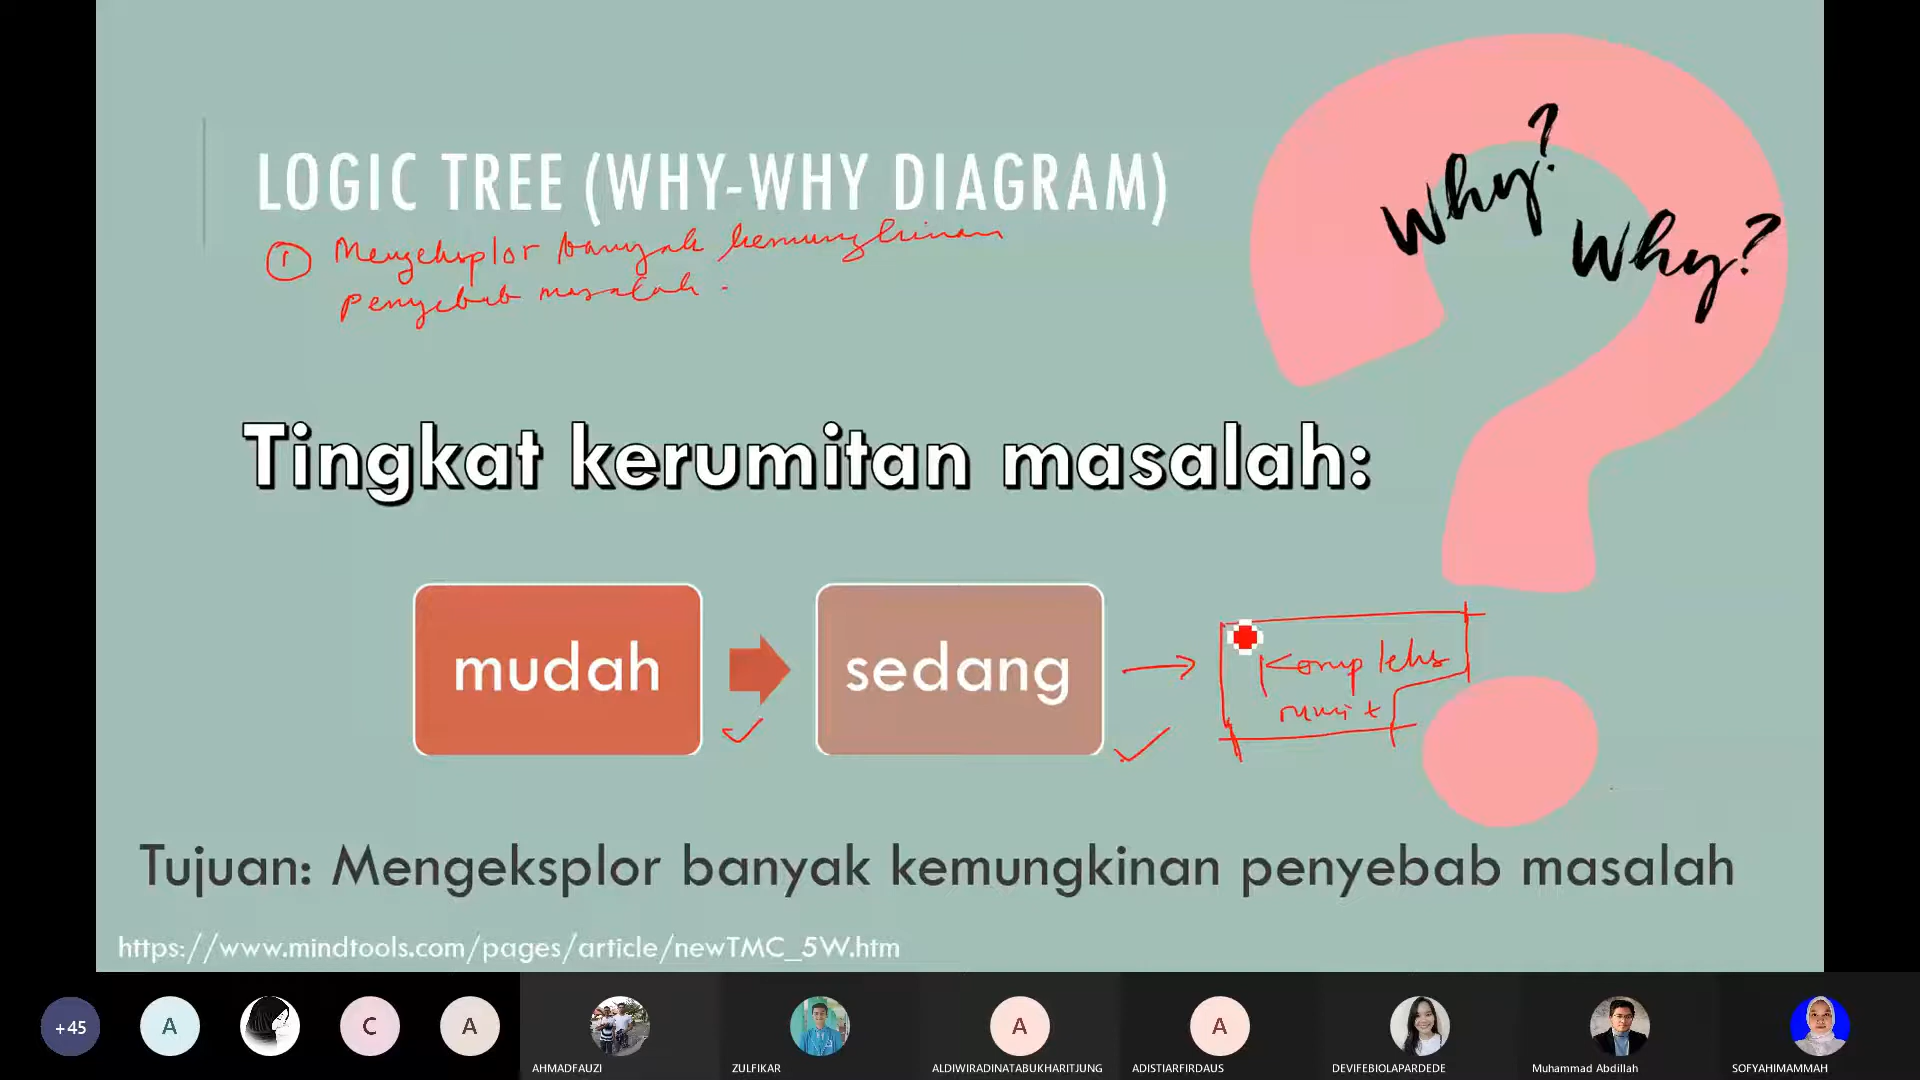 LOGIC TREE (WHY-WHY DIAGRAM)
① Mengeksplor banyak kemungkinan
penyebab masalah.
Why?
Why?
Tingkat kerumitan masalah:
mudah
sedang
Kompleks
rumit
Tujuan: Mengeksplor banyak kemungkinan penyebab masalah
https://www.mindtools.com/pages/article/newTMC_5W.htm
+45
A
C
A
A
A
AHMADFAUZI
ZULFIKAR
ALDIWIRADINATABUKHARITJUNG
ADISTIARFIRDAUS
DEVIFEBIOLAPARDEDE
Muhammad Abdillah
SOFYAHIMAMMAH